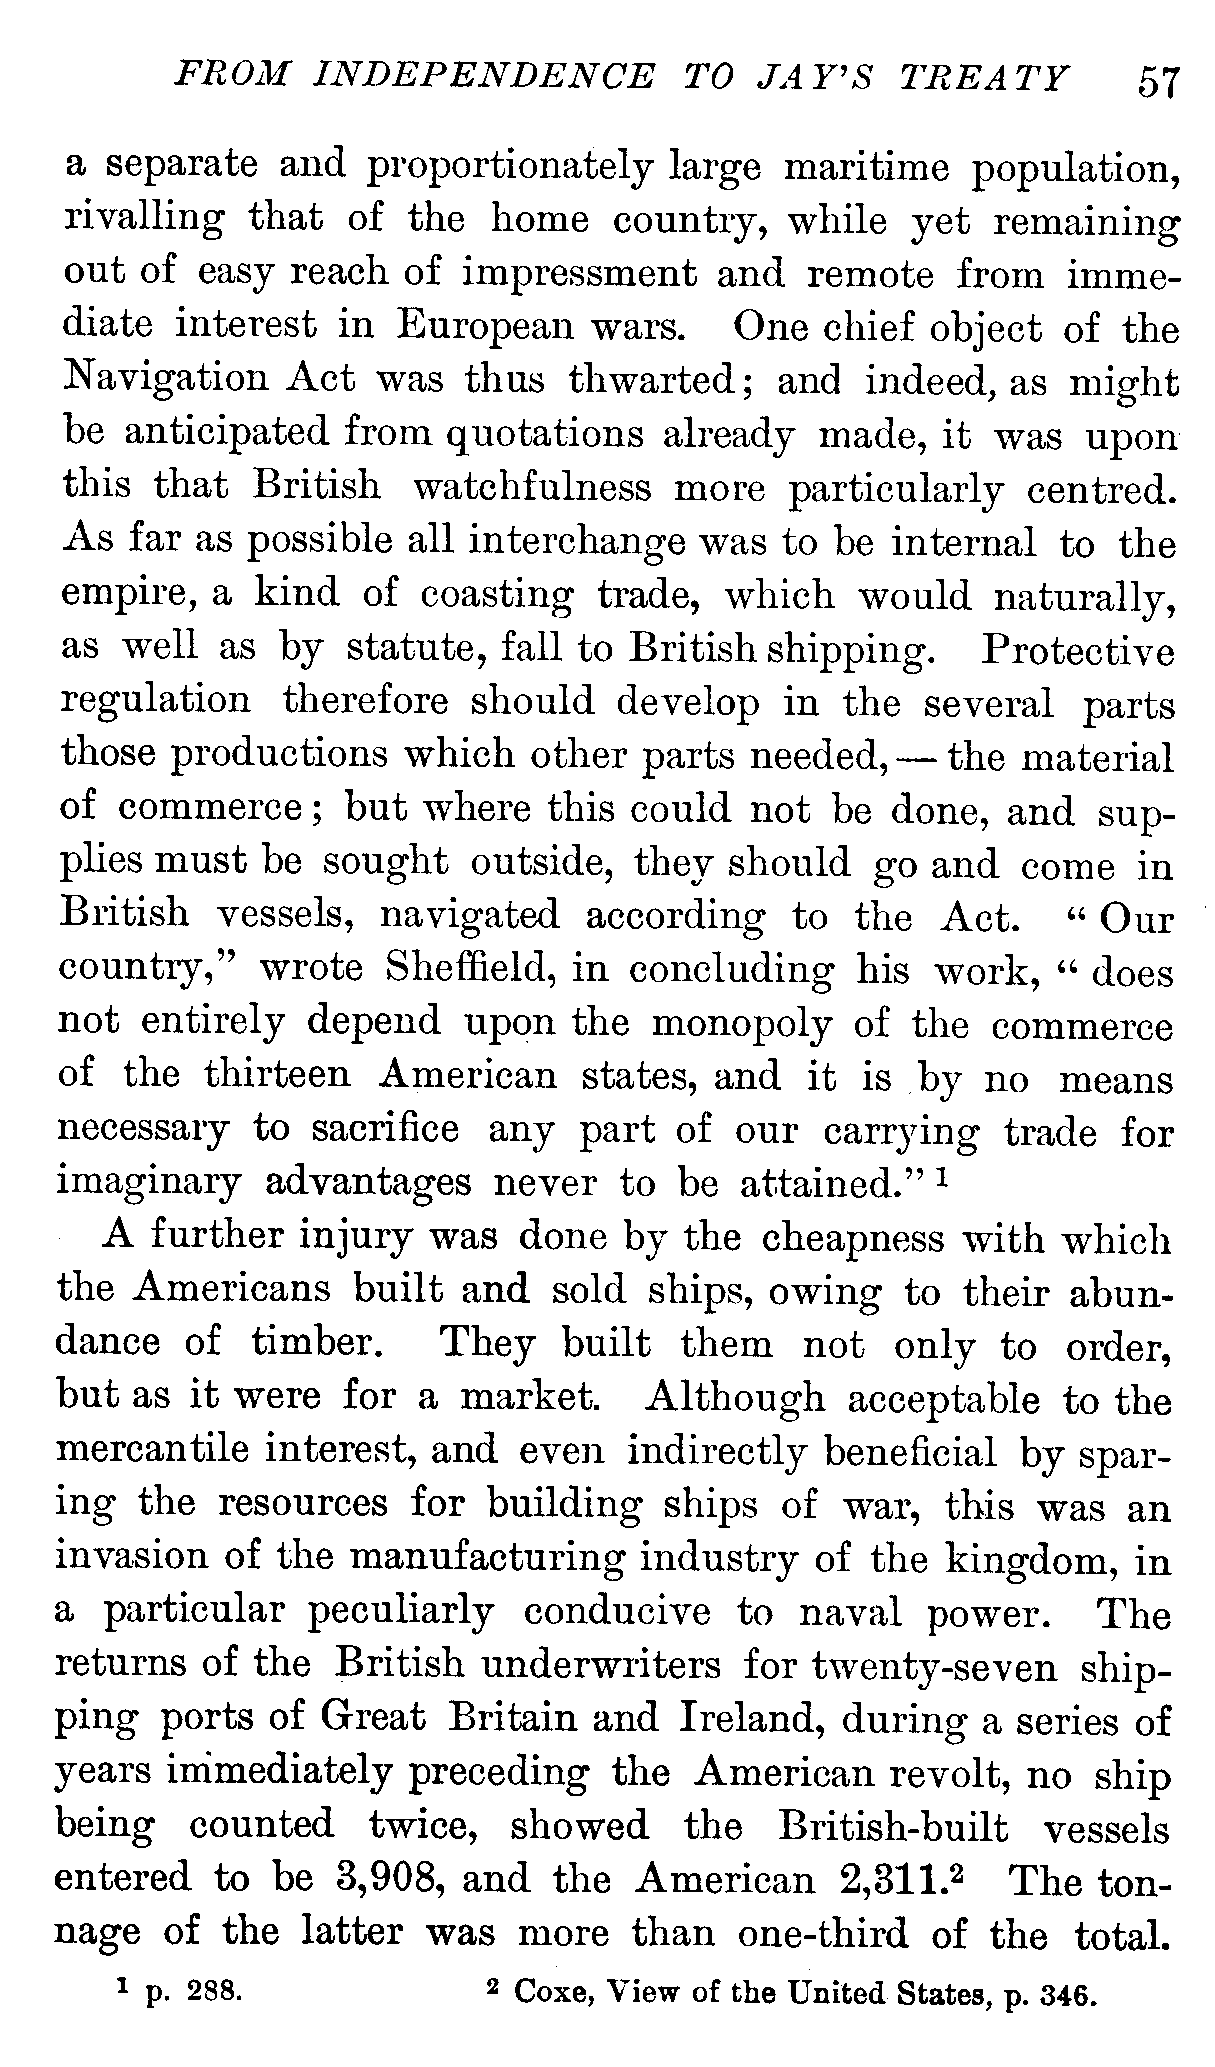 FROM INDEPENDENCE TO JAY'S TREATY 57
a separate and proportionately large maritime population,
rivalling that of the home country, while yet remaining
out of easy reach of impressment and remote from imme-
diate interest in European wars. One chief object of the
Navigation Act was thus thwarted; and indeed, as might
be anticipated from quotations already made, it was upon
this that British watchfulness more particularly centred.
As far as possible all interchange was to be internal to the
empire, a kind of coasting trade, which would naturally,
as well as by statute, fall to British shipping. Protective
regulation therefore should develop in the several parts
those productions which other parts needed, — the material
of commerce; but where this could not be done, and sup-
plies must be sought outside, they should go and come in
British vessels, navigated according to the Act. “Our
country,” wrote Sheffield, in concluding his work, “does
not entirely depend upon the monopoly of the commerce
of the thirteen American states, and it is by no means
necessary to sacrifice any part of our carrying trade for
imaginary advantages never to be attained.” ¹
A further injury was done by the cheapness with which
the Americans built and sold ships, owing to their abun-
dance of timber. They built them not only to order,
but as it were for a market. Although acceptable to the
mercantile interest, and even indirectly beneficial by spar-
ing the resources for building ships of war, this was an
invasion of the manufacturing industry of the kingdom, in
a particular peculiarly conducive to naval power. The
returns of the British underwriters for twenty-seven ship-
ping ports of Great Britain and Ireland, during a series of
years immediately preceding the American revolt, no ship
being counted twice, showed the British-built vessels
entered to be 3,908, and the American 2,311.² The ton-
nage of the latter was more than one-third of the total.
¹ p. 288. ² Coxe, View of the United States, p. 346.